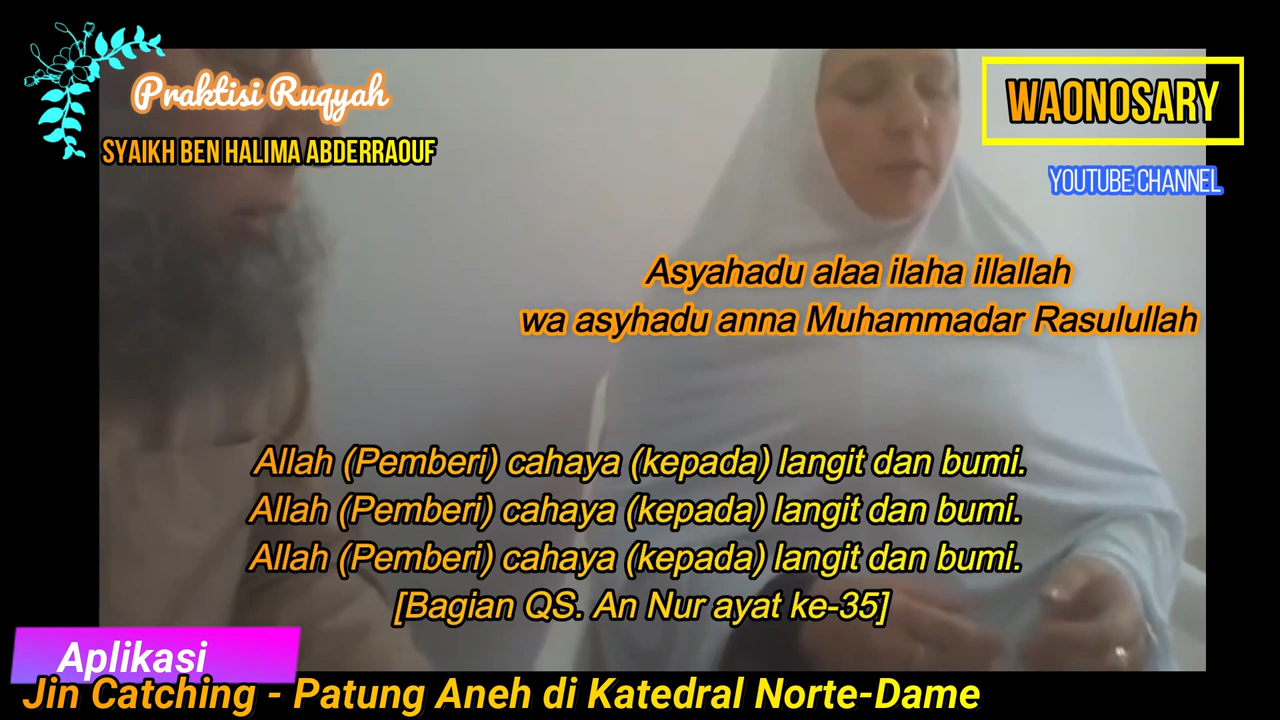 Praktisi Ruqyah
SYAIKH BEN HALIMA ABDERRAOUF
WAONOSARY
YOUTUBE CHANNEL
Asyahadu alaa ilaha illallah
wa asyhadu anna Muhammadar Rasulullah
Allah (Pemberi) cahaya (kepada) langit dan bumi.
Allah (Pemberi) cahaya (kepada) langit dan bumi.
Allah (Pemberi) cahaya (kepada) langit dan bumi.
[Bagian QS. An Nur ayat ke-35]
Aplikasi
Jin Catching - Patung Aneh di Katedral Norte-Dame